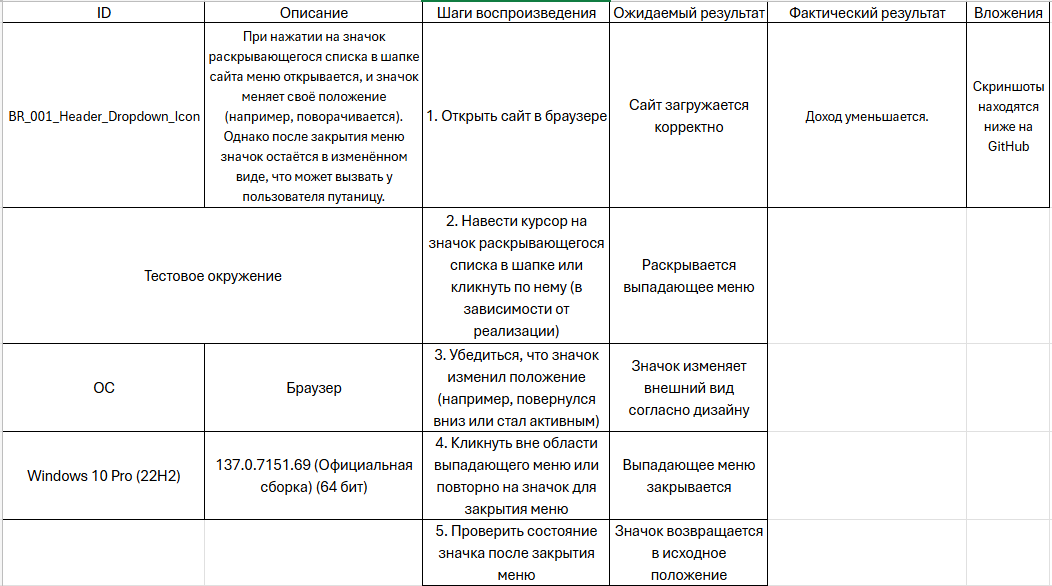 ID
Описание
Шаги воспроизведения
Ожидаемый результат
Фактический результат
Вложения
BR_001_Header_Dropdown_Icon
При нажатии на значок
раскрывающегося списка в шапке
сайта меню открывается, и значок
меняет своё положение
(например, поворачивается).
Однако после закрытия меню
значок остаётся в изменённом
виде, что может вызвать у
пользователя путаницу.
1. Открыть сайт в браузере
Сайт загружается
корректно
Доход уменьшается.
Скриншоты
находятся
ниже на
GitHub
Тестовое окружение
2. Навести курсор на
значок раскрывающегося
списка в шапке или
кликнуть по нему (в
зависимости от
реализации)
Раскрывается
выпадающее меню
ОС
Браузер
3. Убедиться, что значок
изменил положение
(например, повернулся
вниз или стал активным)
Значок изменяет
внешний вид
согласно дизайну
Windows 10 Pro (22H2)
137.0.7151.69 (Официальная
сборка) (64 бит)
4. Кликнуть вне области
выпадающего меню или
повторно на значок для
закрытия меню
Выпадающее меню
закрывается
5. Проверить состояние
значка после закрытия
меню
Значок возвращается
в исходное
положение